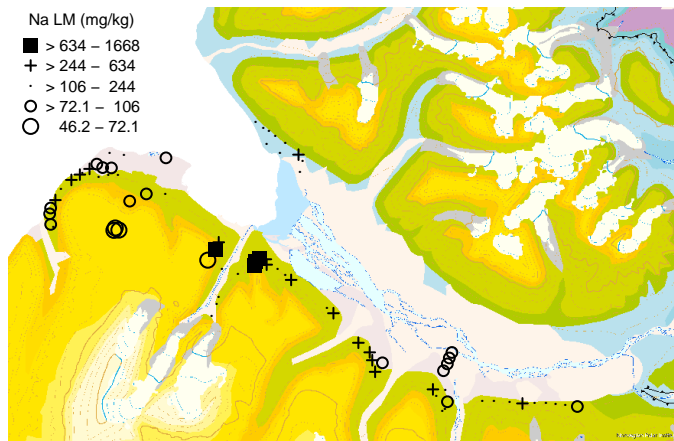 Na LM (mg/kg)
> 634 – 1668
> 244 – 634
> 106 – 244
> 72.1 – 106
46.2 – 72.1